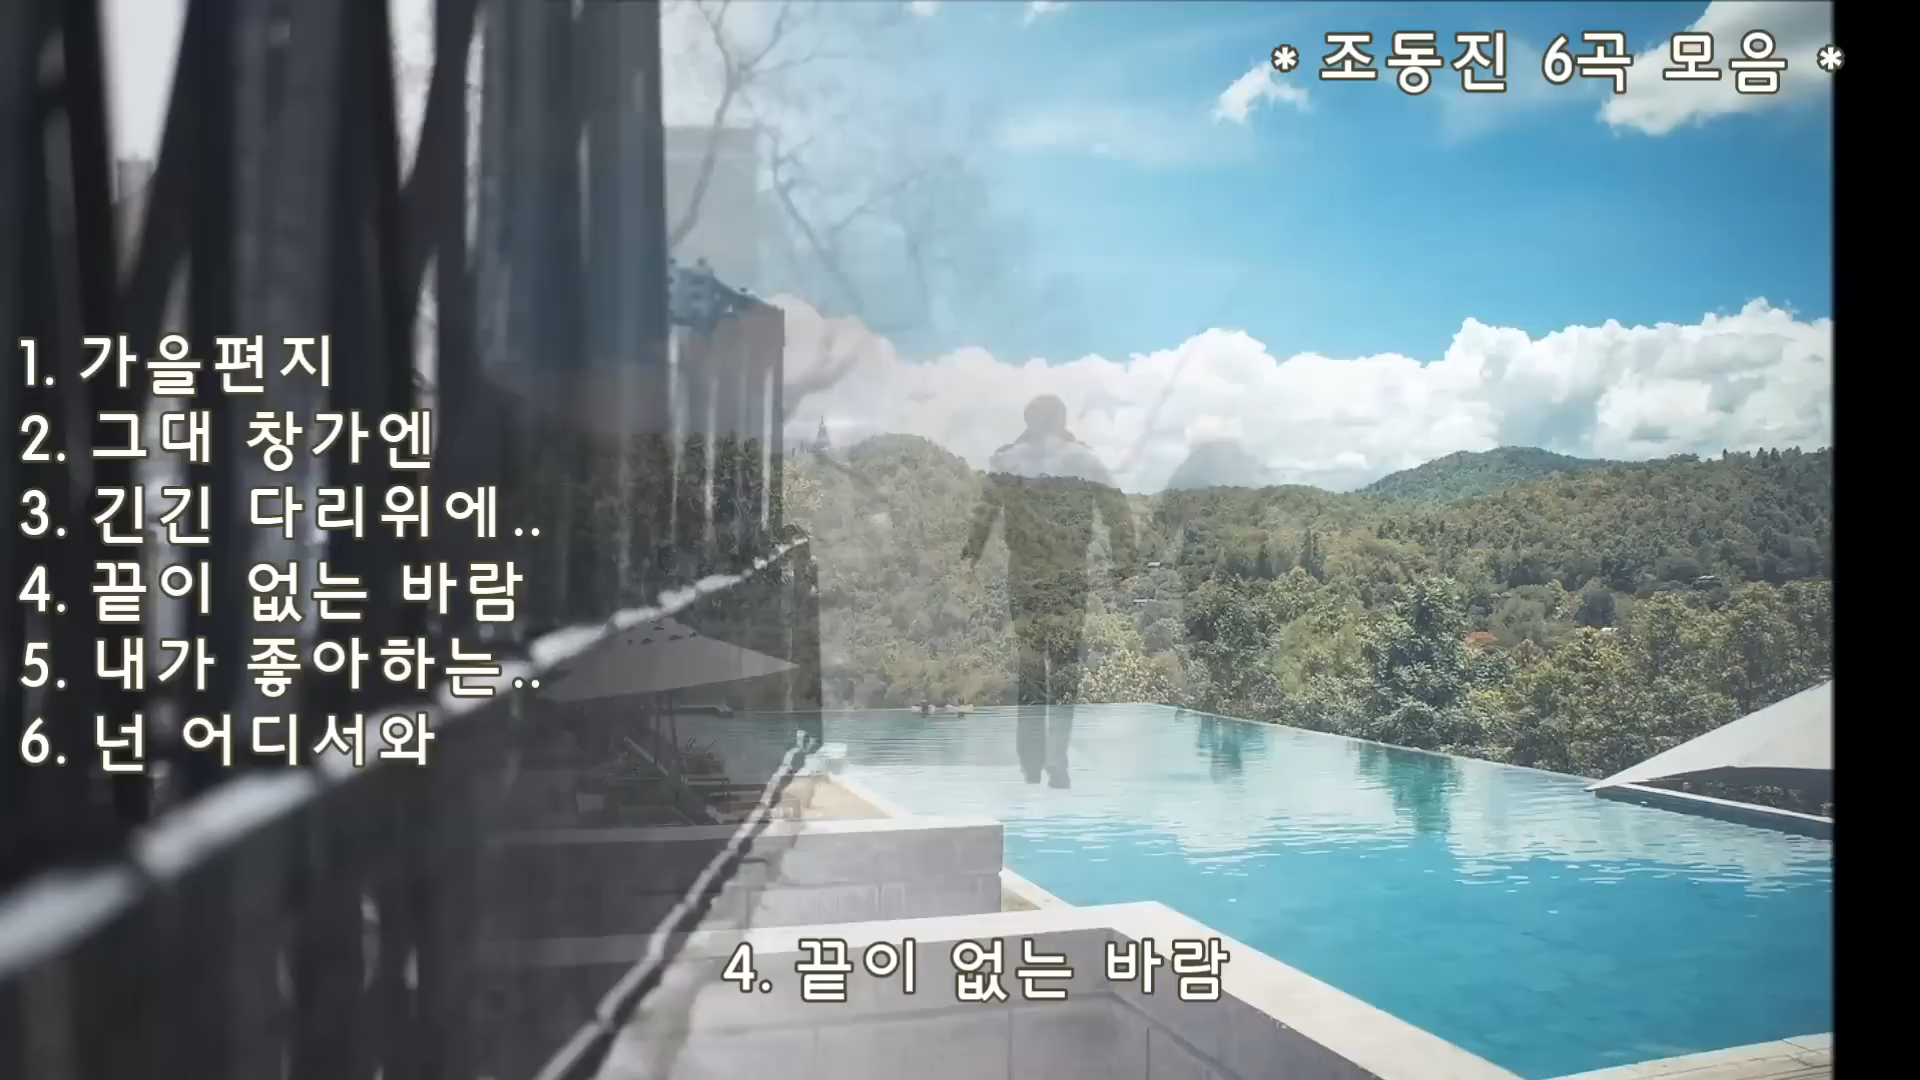 * 조동진 6곡 모음 *
1. 가을편지
2. 그대 창가엔
3. 긴긴 다리위에..
4. 끝이 없는 바람
5. 내가 좋아하는..
6. 넌 어디서와
4. 끝이 없는 바람